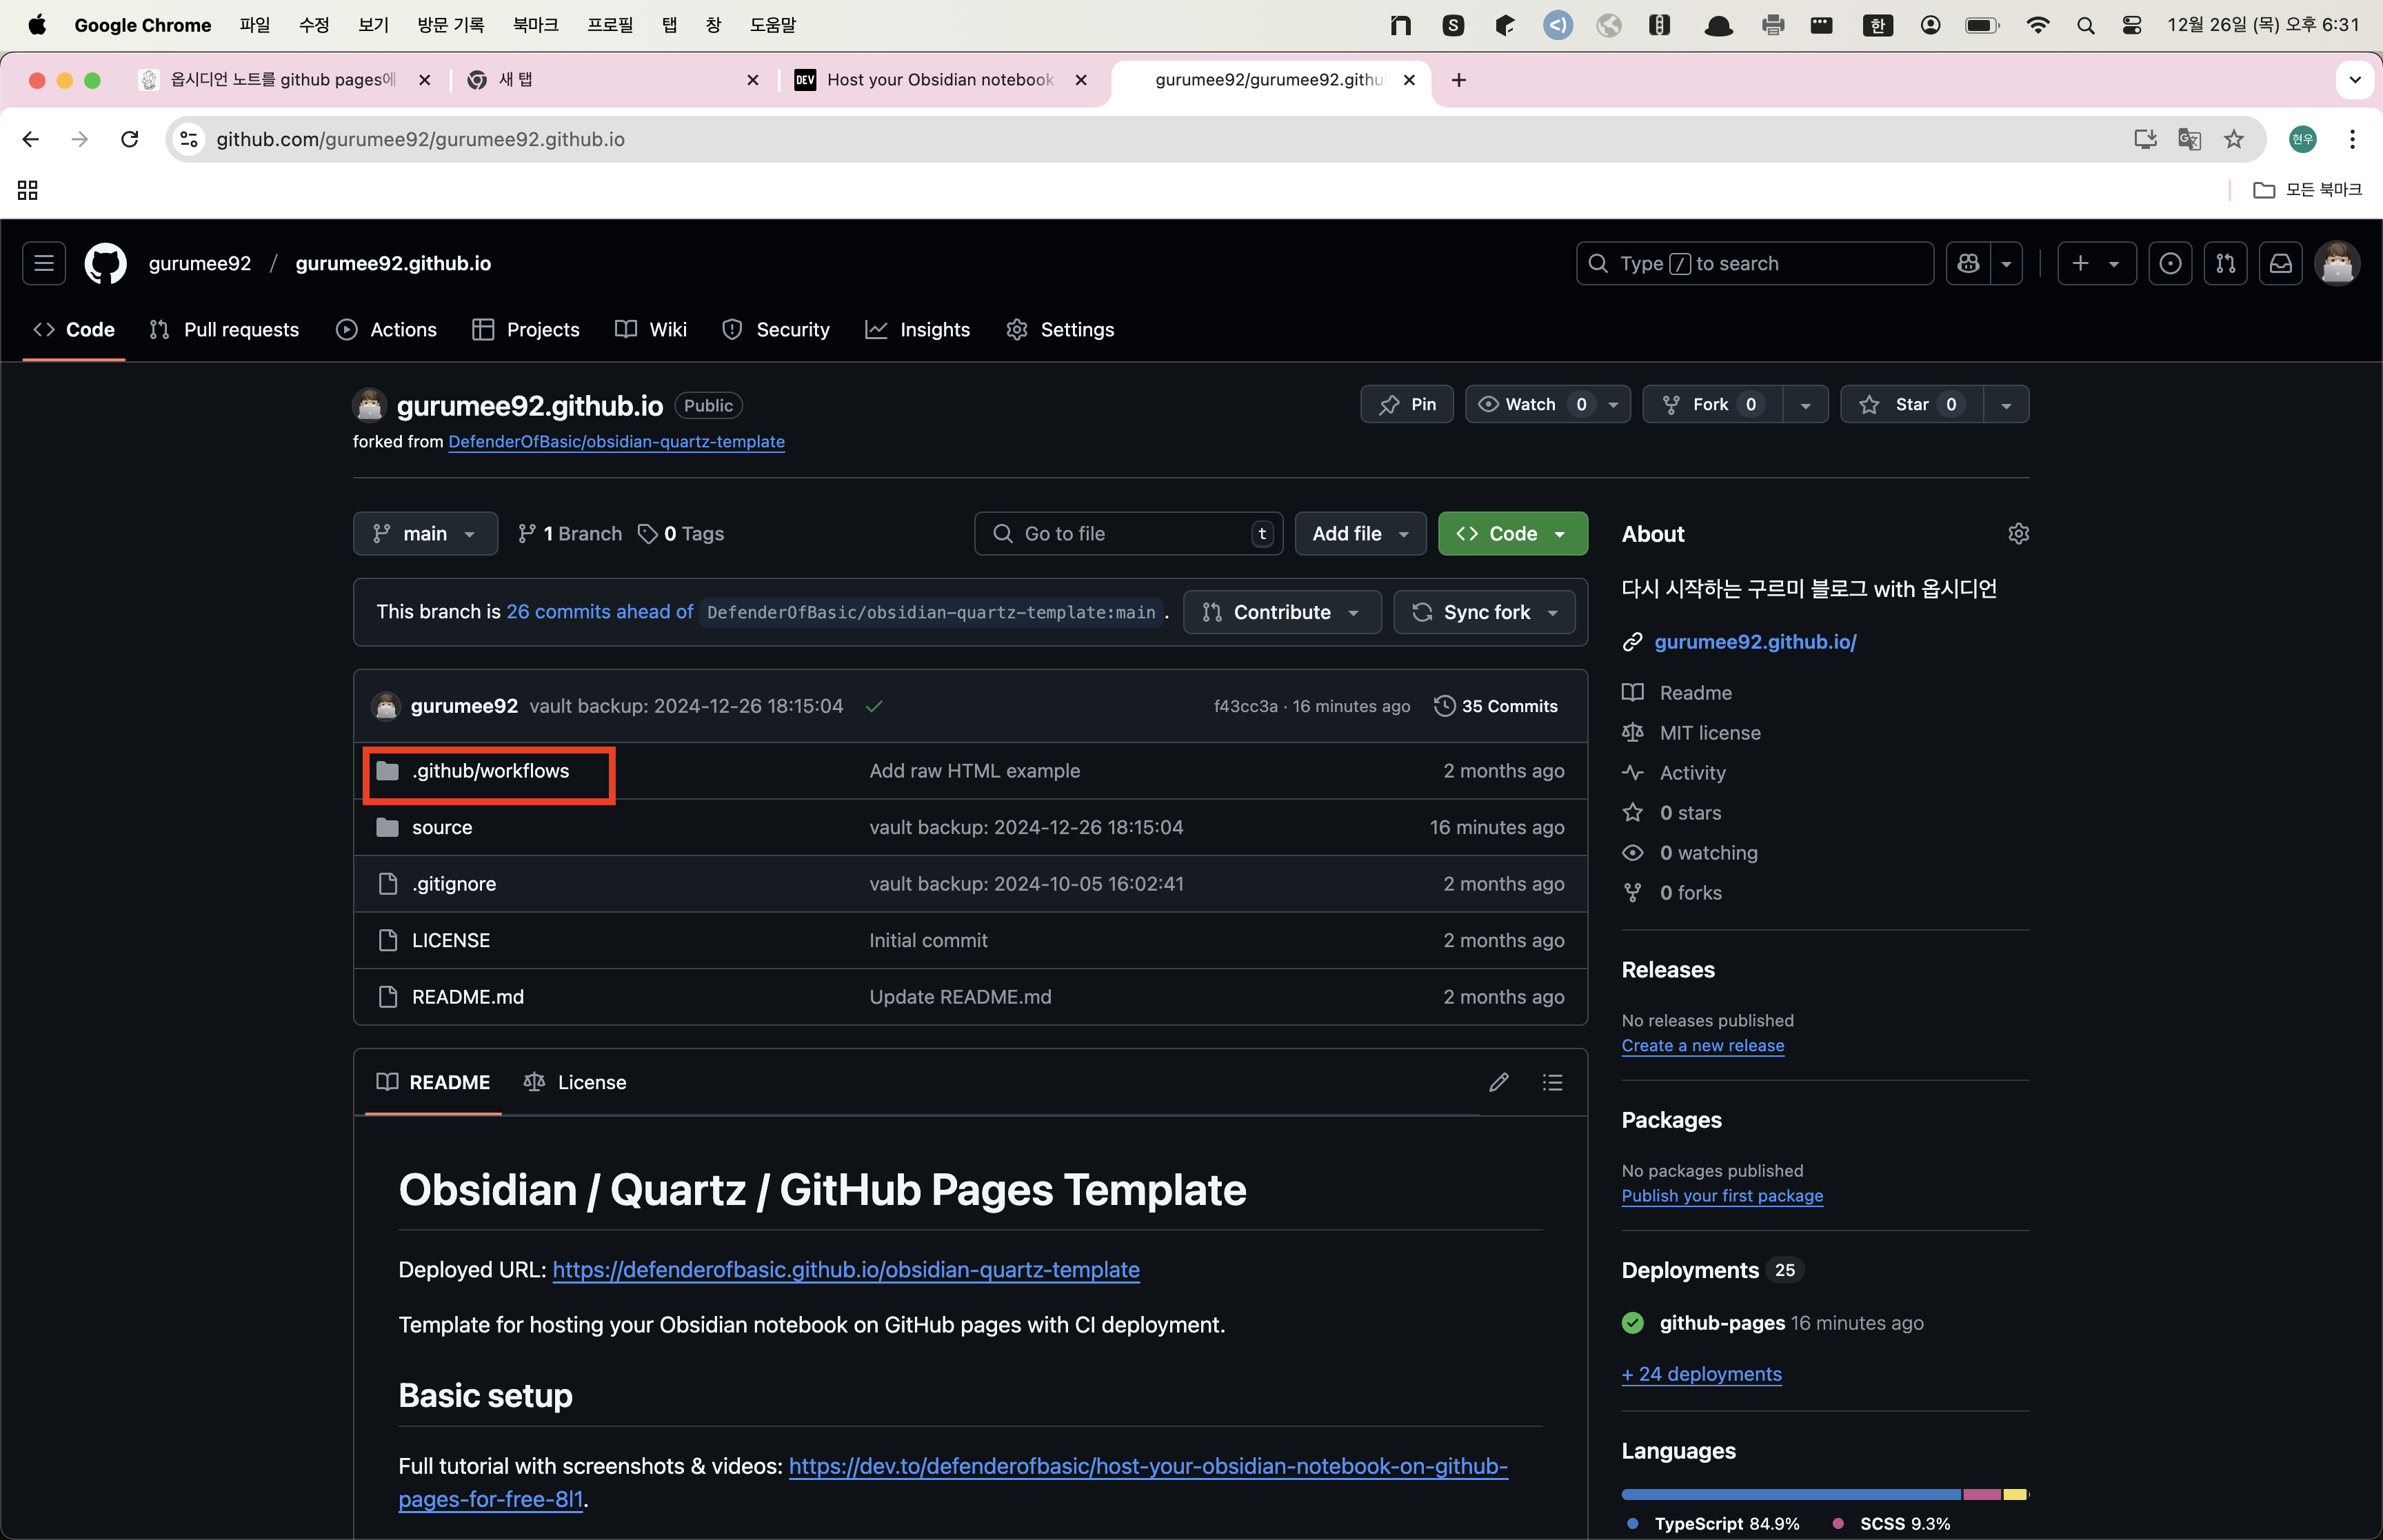 Google Chrome 파일 수정 보기 방문 기록 북마크 프로필 탭 창 도움말 S 한 12월 26일 (목) 오후 6:31
옵시디언 노트를 github pages에 새 탭 DEV Host your Obsidian notebook gurumee92/gurumee92.githu
github.com/gurumee92/gurumee92.github.io 현우
모든 북마크
gurumee92 / gurumee92.github.io Type / to search
Code Pull requests Actions Projects Wiki Security Insights Settings
gurumee92.github.io Public Pin Watch 0 Fork 0 Star 0
forked from DefenderOfBasic/obsidian-quartz-template
main 1 Branch 0 Tags Go to file t Add file Code
This branch is 26 commits ahead of DefenderOfBasic/obsidian-quartz-template:main . Contribute Sync fork
gurumee92 vault backup: 2024-12-26 18:15:04 f43cc3a · 16 minutes ago 35 Commits
.github/workflows Add raw HTML example 2 months ago
source vault backup: 2024-12-26 18:15:04 16 minutes ago
.gitignore vault backup: 2024-10-05 16:02:41 2 months ago
LICENSE Initial commit 2 months ago
README.md Update README.md 2 months ago
README License
Obsidian / Quartz / GitHub Pages Template
Deployed URL: https://defenderofbasic.github.io/obsidian-quartz-template
Template for hosting your Obsidian notebook on GitHub pages with CI deployment.
Basic setup
Full tutorial with screenshots & videos: https://dev.to/defenderofbasic/host-your-obsidian-notebook-on-github-
pages-for-free-8l1.
About
다시 시작하는 구르미 블로그 with 옵시디언
gurumee92.github.io/
Readme
MIT license
Activity
0 stars
0 watching
0 forks
Releases
No releases published
Create a new release
Packages
No packages published
Publish your first package
Deployments 25
github-pages 16 minutes ago
+ 24 deployments
Languages
TypeScript 84.9% SCSS 9.3%